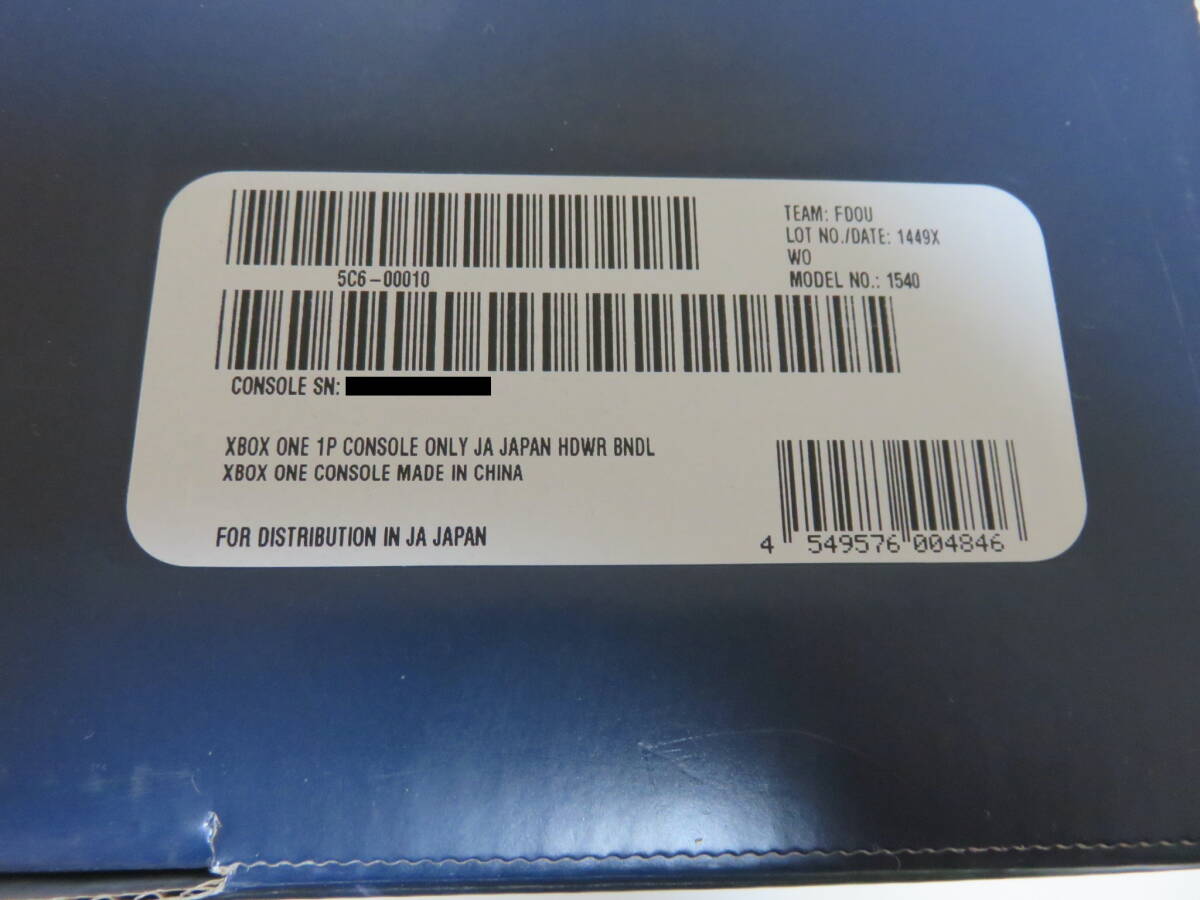 5C6-00010
TEAM: FDOU
LOT NO./DATE: 1449X
WO
MODEL NO.: 1540
CONSOLE SN:
XBOX ONE 1P CONSOLE ONLY JA JAPAN HDWR BNDL
XBOX ONE CONSOLE MADE IN CHINA
FOR DISTRIBUTION IN JA JAPAN
4 549576 004846